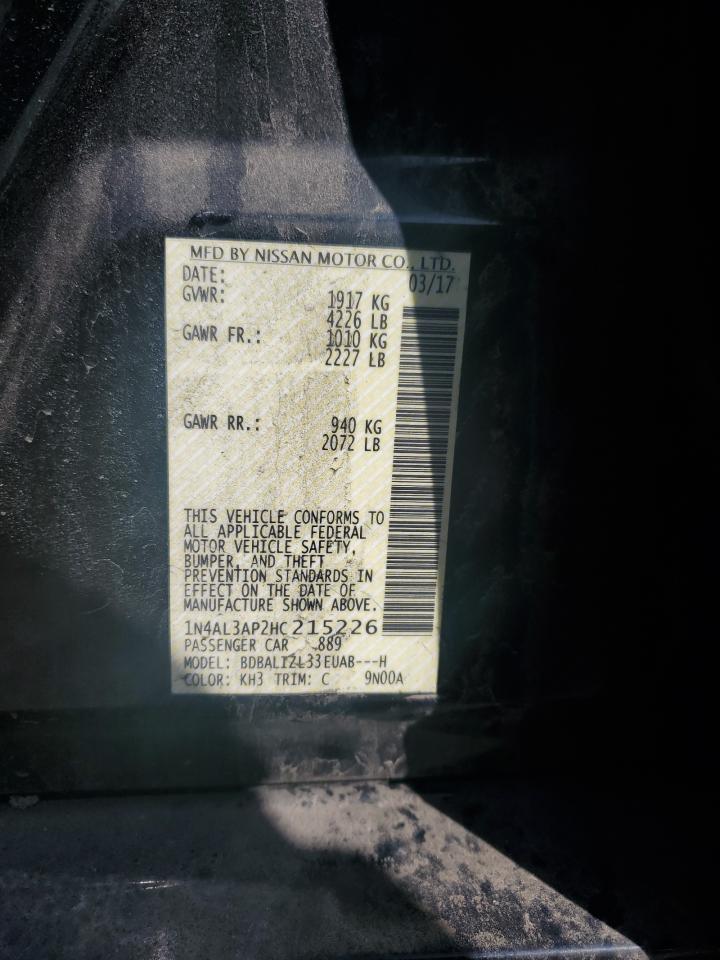 MFD BY NISSAN MOTOR CO., LTD.
DATE: 03/17
GVWR: 1917 KG
4226 LB
GAWR FR.: 1010 KG
2227 LB
GAWR RR.: 940 KG
2072 LB
THIS VEHICLE CONFORMS TO
ALL APPLICABLE FEDERAL
MOTOR VEHICLE SAFETY,
BUMPER, AND THEFT
PREVENTION STANDARDS IN
EFFECT ON THE DATE OF
MANUFACTURE SHOWN ABOVE.
1N4AL3AP2HC215226
PASSENGER CAR 889
MODEL: BDBALIZL33EUAB---H
COLOR: KH3 TRIM: C 9N00A